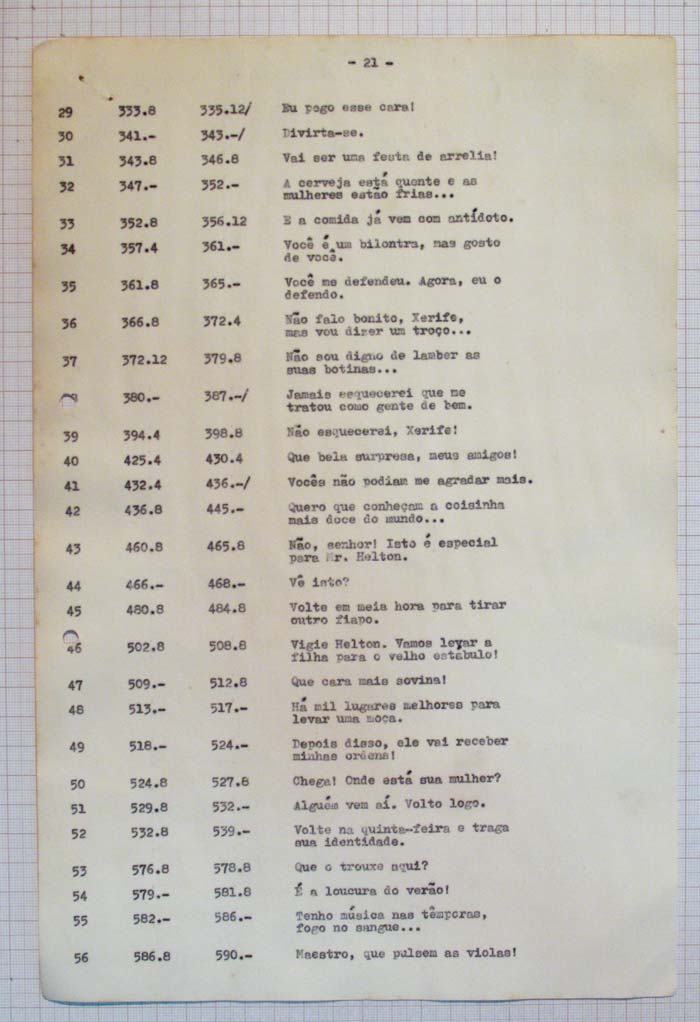 - 21 -
29 333.8 335.12/ Eu pego esse cara!
30 341.- 343.-/ Divirta-se.
31 343.8 346.8 Vai ser uma festa de arrelia!
32 347.- 352.- A cerveja está quente e as
mulheres estão frias...
33 352.8 356.12 E a comida já vem com antídoto.
34 357.4 361.- Você é um bilontra, mas gosto
de você.
35 361.8 365.- Você me defendeu. Agora, eu o
defendo.
36 366.8 372.4 Não falo bonito, Xerife,
mas vou dizer um troço...
37 372.12 379.8 Não sou digno de lamber as
suas botinas...
380.- 387.-/ Jamais esquecerei que me
tratou como gente de bem.
39 394.4 398.8 Não esquecerei, Xerife!
40 425.4 430.4 Que bela surpresa, meus amigos!
41 432.4 436.-/ Vocês não podiam me agradar mais.
42 436.8 445.- Quero que conheçam a coisinha
mais doce do mundo...
43 460.8 465.8 Não, senhor! Isto é especial
para Mr. Helton.
44 466.- 468.- Vê isto?
45 480.8 484.8 Volte em meia hora para tirar
outro fiapo.
46 502.8 508.8 Vigie Helton. Vamos levar a
filha para o velho estábulo!
47 509.- 512.8 Que cara mais sovina!
48 513.- 517.- Há mil lugares melhores para
levar uma moça.
49 518.- 524.- Depois disso, ele vai receber
minhas ordens!
50 524.8 527.8 Chega! Onde está sua mulher?
51 529.8 532.- Alguém vem aí. Volto logo.
52 532.8 539.- Volte na quinta-feira e traga
sua identidade.
53 576.8 578.8 Que o trouxe aqui?
54 579.- 581.8 É a loucura do verão!
55 582.- 586.- Tenho música nas têmporas,
fogo no sangue...
56 586.8 590.- Maestro, que pulsem as violas!